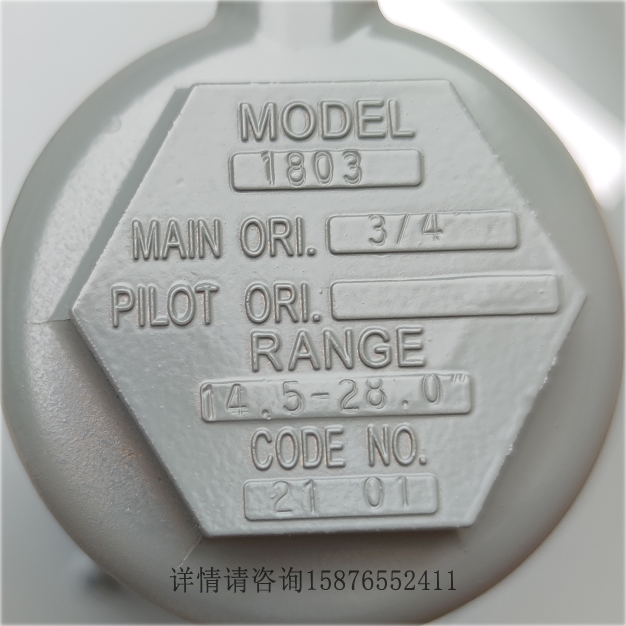 MODEL
1803
MAIN ORI. 3/4"
PILOT ORI.
RANGE
14.5-28.0""
CODE NO.
21 01
详情请咨询15876552411